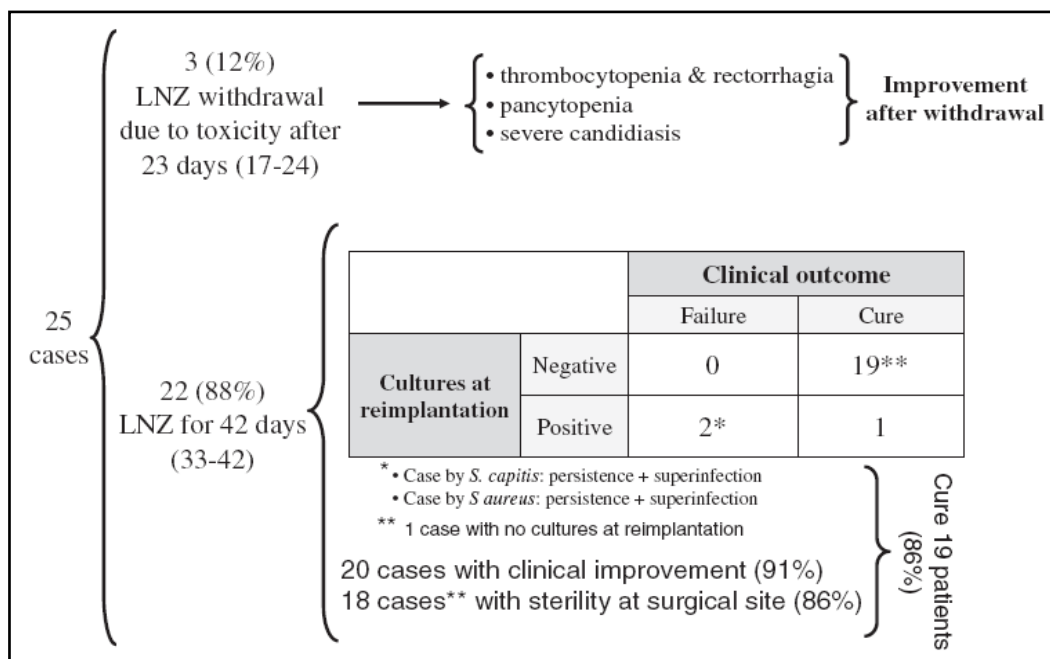 25
cases
3 (12%)
LNZ withdrawal
due to toxicity after
23 days (17-24)
• thrombocytopenia & rectorrhagia
• pancytopenia
• severe candidiasis
Improvement
after withdrawal
22 (88%)
LNZ for 42 days
(33-42)
Clinical outcome
Failure Cure
Cultures at
reimplantation
Negative 0 19**
Positive 2* 1
* • Case by S. capitis: persistence + superinfection
• Case by S aureus: persistence + superinfection
** 1 case with no cultures at reimplantation
20 cases with clinical improvement (91%)
18 cases** with sterility at surgical site (86%)
Cure 19 patients
(86%)